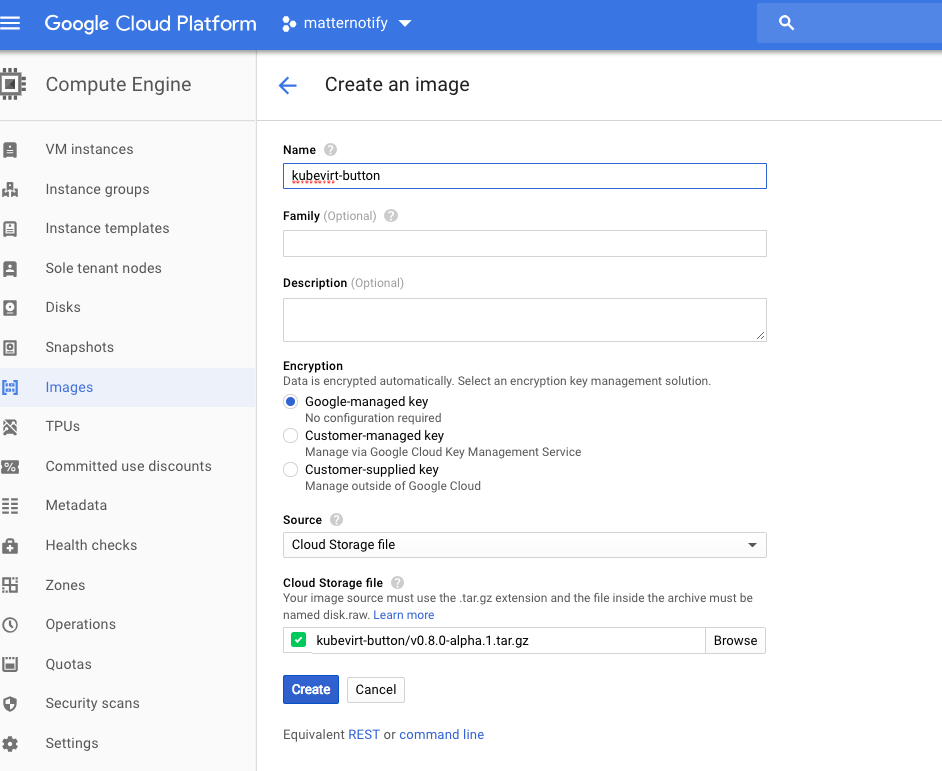 Google Cloud Platform
matternotify
Compute Engine
Create an image
VM instances
Instance groups
Instance templates
Sole tenant nodes
Disks
Snapshots
Images
TPUs
Committed use discounts
Metadata
Health checks
Zones
Operations
Quotas
Security scans
Settings
Name ?
kubevirt-button
Family (Optional) ?
Description (Optional)
Encryption
Data is encrypted automatically. Select an encryption key management solution.
Google-managed key
No configuration required
Customer-managed key
Manage via Google Cloud Key Management Service
Customer-supplied key
Manage outside of Google Cloud
Source ?
Cloud Storage file
Cloud Storage file ?
Your image source must use the .tar.gz extension and the file inside the archive must be
named disk.raw. Learn more
kubevirt-button/v0.8.0-alpha.1.tar.gz Browse
Create Cancel
Equivalent REST or command line